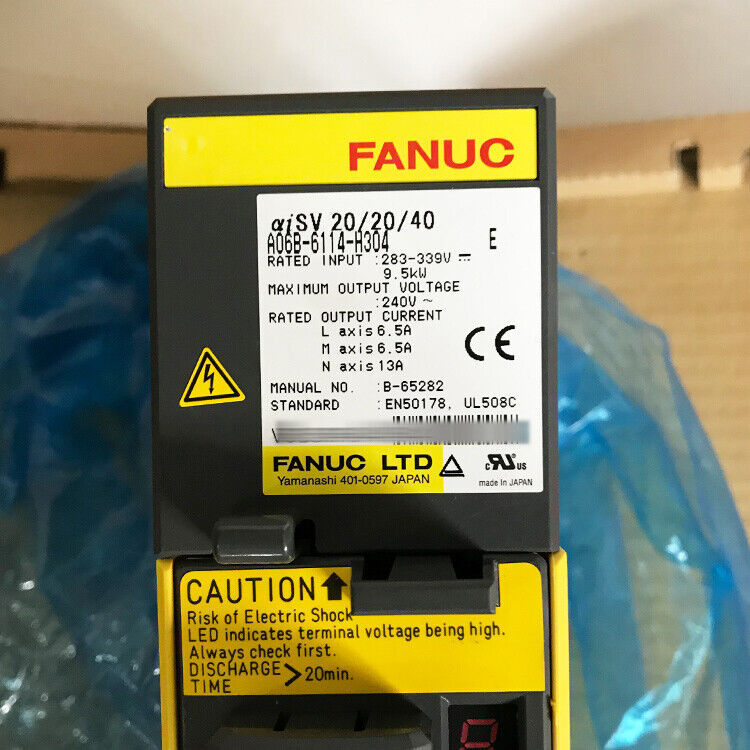 FANUC
αiSV 20/20/40
A06B-6114-H304 E
RATED INPUT :283-339V ⎓
9.5kW
MAXIMUM OUTPUT VOLTAGE
:240V ~
RATED OUTPUT CURRENT
L axis 6.5A
M axis 6.5A
N axis 13A
CE
MANUAL NO. :B-65282
STANDARD :EN50178, UL508C
FANUC LTD
Yamanashi 401-0597 JAPAN
c RU us
made in JAPAN
CAUTION
Risk of Electric Shock
LED indicates terminal voltage being high.
Always check first.
DISCHARGE
TIME >20min.